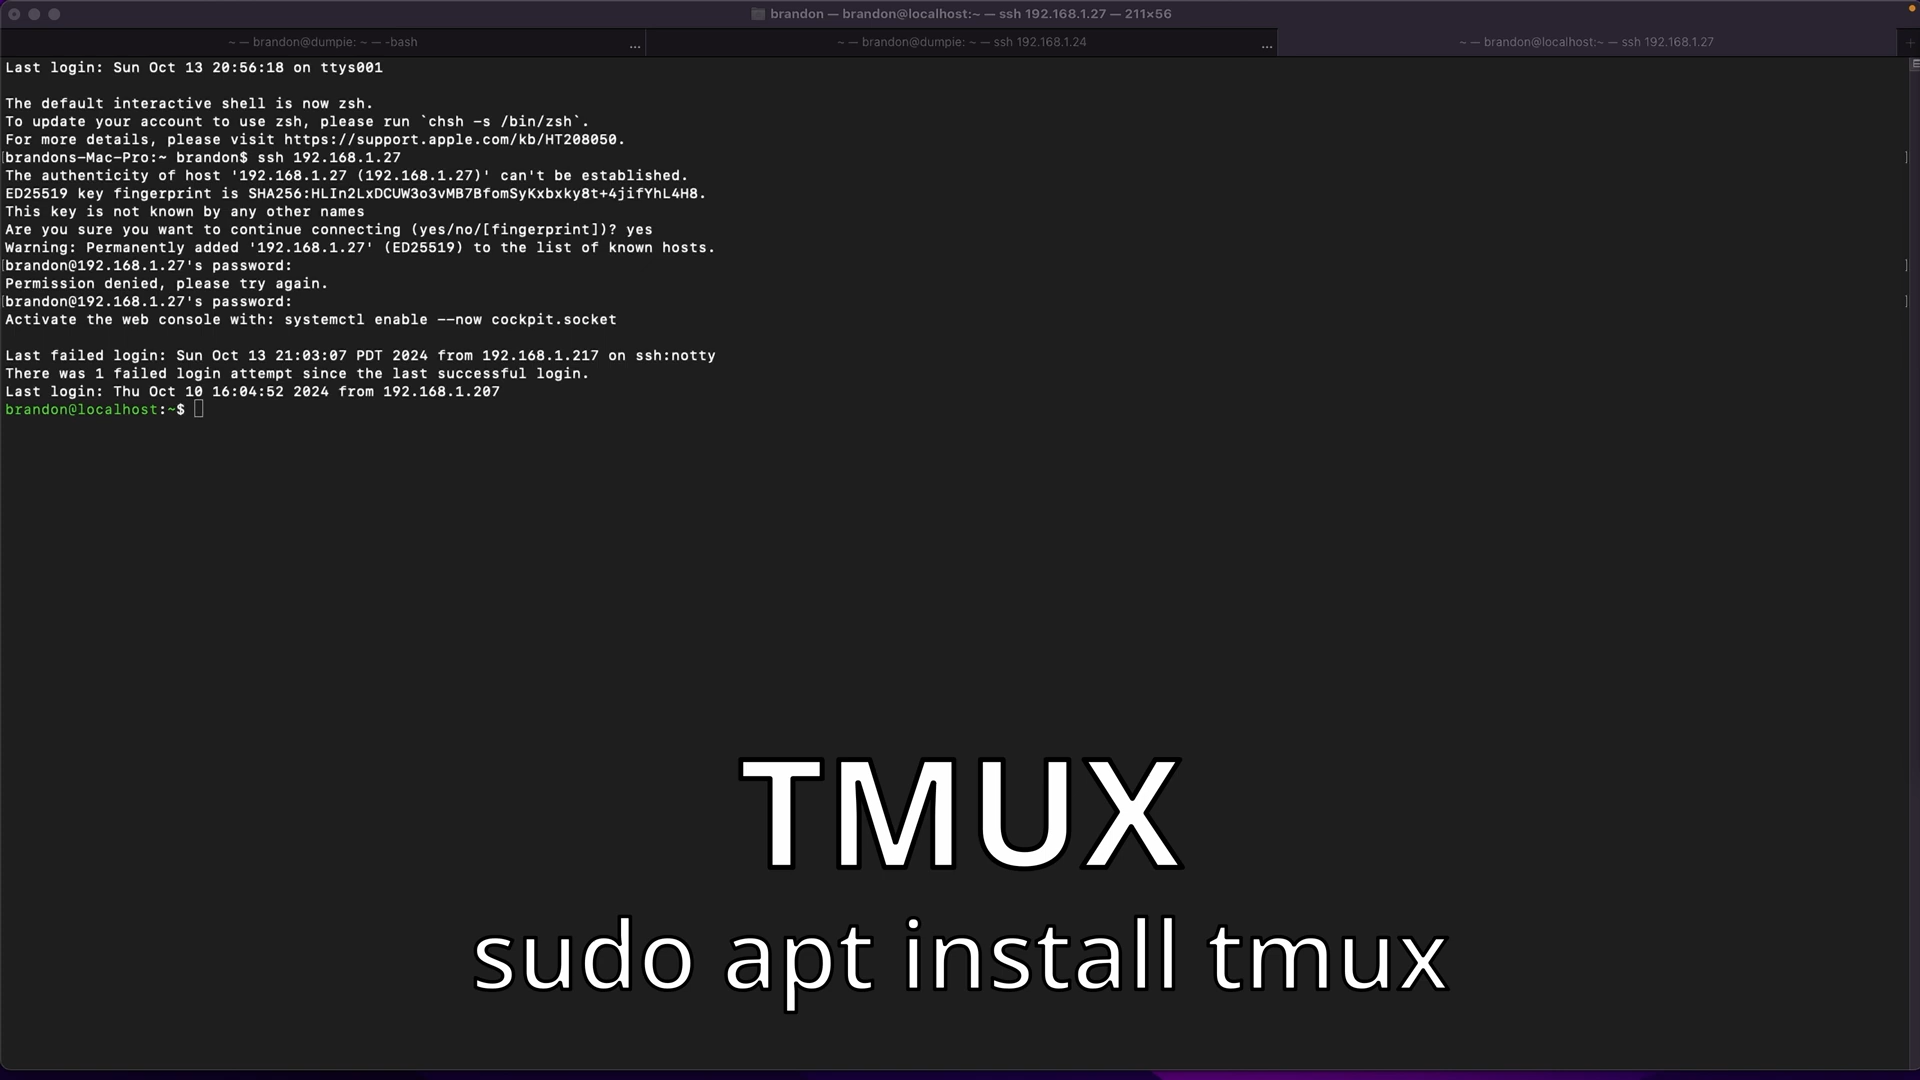 brandon — brandon@localhost:~ — ssh 192.168.1.27 — 211×56
~ — brandon@dumpie: ~ — -bash ... ~ — brandon@dumpie: ~ — ssh 192.168.1.24 ... ~ — brandon@localhost:~ — ssh 192.168.1.27 +
Last login: Sun Oct 13 20:56:18 on ttys001
The default interactive shell is now zsh.
To update your account to use zsh, please run `chsh -s /bin/zsh`.
For more details, please visit https://support.apple.com/kb/HT208050.
[brandons-Mac-Pro:~ brandon$ ssh 192.168.1.27 ]
The authenticity of host '192.168.1.27 (192.168.1.27)' can't be established.
ED25519 key fingerprint is SHA256:HLIn2LxDCUW3o3vMB7BfomSyKxbxky8t+4jifYhL4H8.
This key is not known by any other names
Are you sure you want to continue connecting (yes/no/[fingerprint])? yes
Warning: Permanently added '192.168.1.27' (ED25519) to the list of known hosts.
[brandon@192.168.1.27's password: ]
Permission denied, please try again.
[brandon@192.168.1.27's password: ]
Activate the web console with: systemctl enable --now cockpit.socket
Last failed login: Sun Oct 13 21:03:07 PDT 2024 from 192.168.1.217 on ssh:notty
There was 1 failed login attempt since the last successful login.
Last login: Thu Oct 10 16:04:52 2024 from 192.168.1.207
brandon@localhost:~$
TMUX
sudo apt install tmux